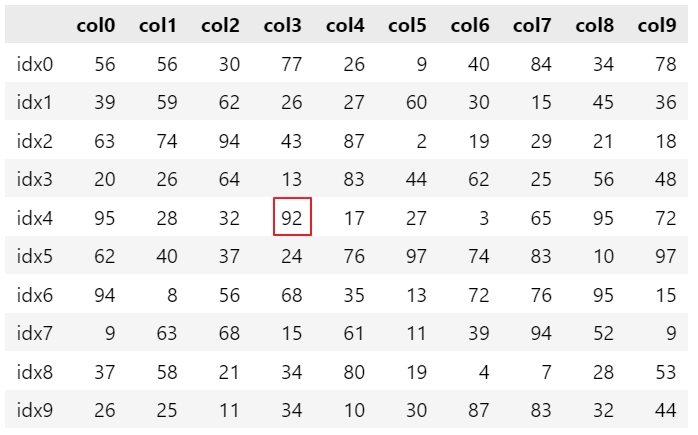 col0 col1 col2 col3 col4 col5 col6 col7 col8 col9
idx0 56 56 30 77 26 9 40 84 34 78
idx1 39 59 62 26 27 60 30 15 45 36
idx2 63 74 94 43 87 2 19 29 21 18
idx3 20 26 64 13 83 44 62 25 56 48
idx4 95 28 32 92 17 27 3 65 95 72
idx5 62 40 37 24 76 97 74 83 10 97
idx6 94 8 56 68 35 13 72 76 95 15
idx7 9 63 68 15 61 11 39 94 52 9
idx8 37 58 21 34 80 19 4 7 28 53
idx9 26 25 11 34 10 30 87 83 32 44